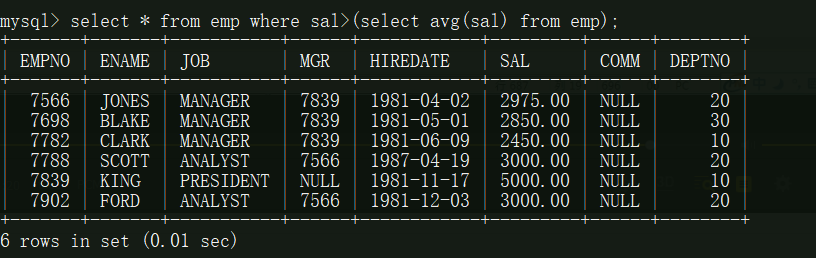 mysql> select * from emp where sal>(select avg(sal) from emp);
+-------+-------+-----------+------+------------+---------+------+--------+
| EMPNO | ENAME | JOB       | MGR  | HIREDATE   | SAL     | COMM | DEPTNO |
+-------+-------+-----------+------+------------+---------+------+--------+
|  7566 | JONES | MANAGER   | 7839 | 1981-04-02 | 2975.00 | NULL |     20 |
|  7698 | BLAKE | MANAGER   | 7839 | 1981-05-01 | 2850.00 | NULL |     30 |
|  7782 | CLARK | MANAGER   | 7839 | 1981-06-09 | 2450.00 | NULL |     10 |
|  7788 | SCOTT | ANALYST   | 7566 | 1987-04-19 | 3000.00 | NULL |     20 |
|  7839 | KING  | PRESIDENT | NULL | 1981-11-17 | 5000.00 | NULL |     10 |
|  7902 | FORD  | ANALYST   | 7566 | 1981-12-03 | 3000.00 | NULL |     20 |
+-------+-------+-----------+------+------------+---------+------+--------+
6 rows in set (0.01 sec)